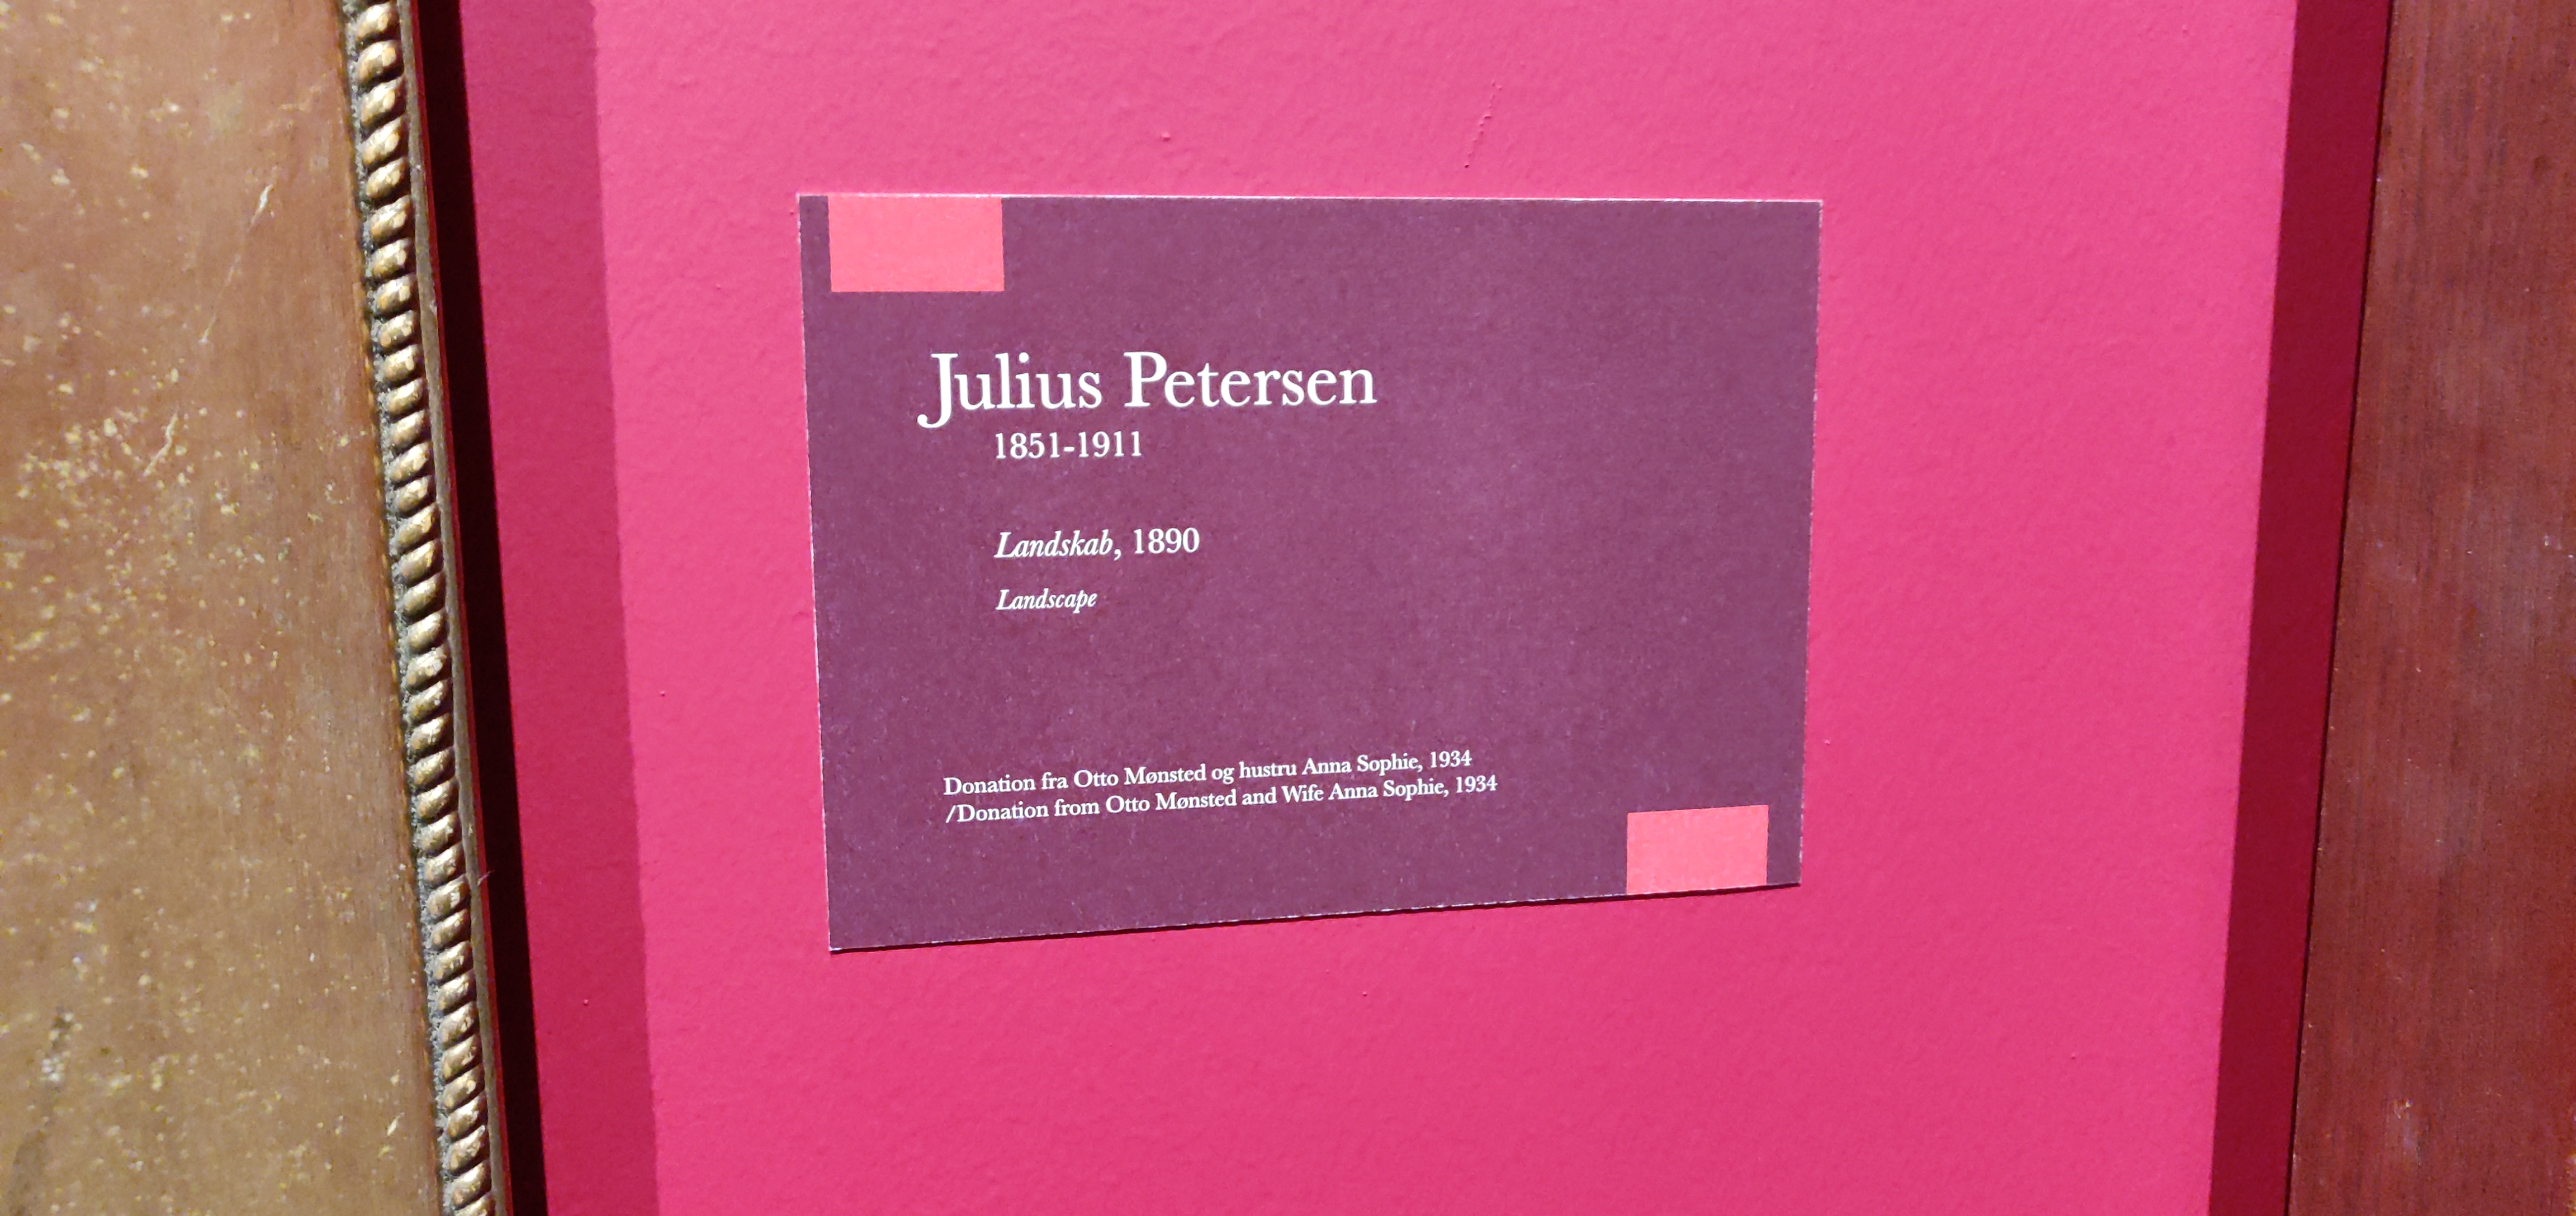 Julius Petersen
1851-1911
Landskab, 1890
Landscape
Donation fra Otto Mønsted og hustru Anna Sophie, 1934
/Donation from Otto Mønsted and Wife Anna Sophie, 1934